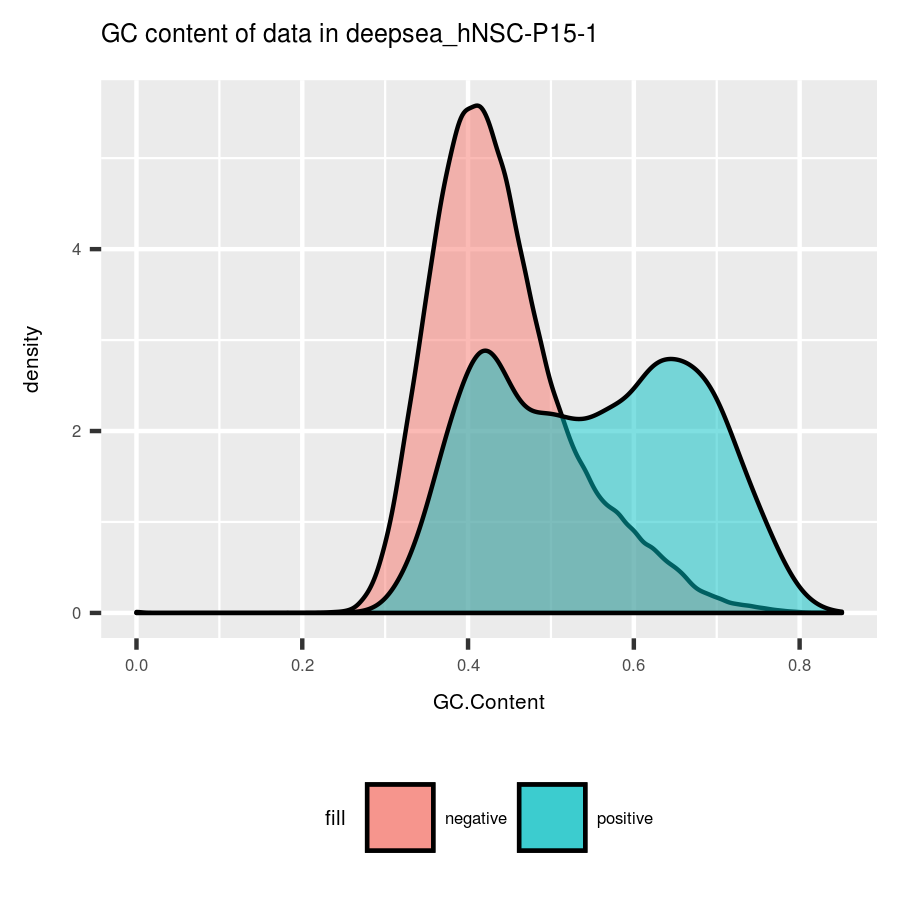 GC content of data in deepsea_hNSC-P15-1
density
4
2
0
0.0 0.2 0.4 0.6 0.8
GC.Content
fill negative positive